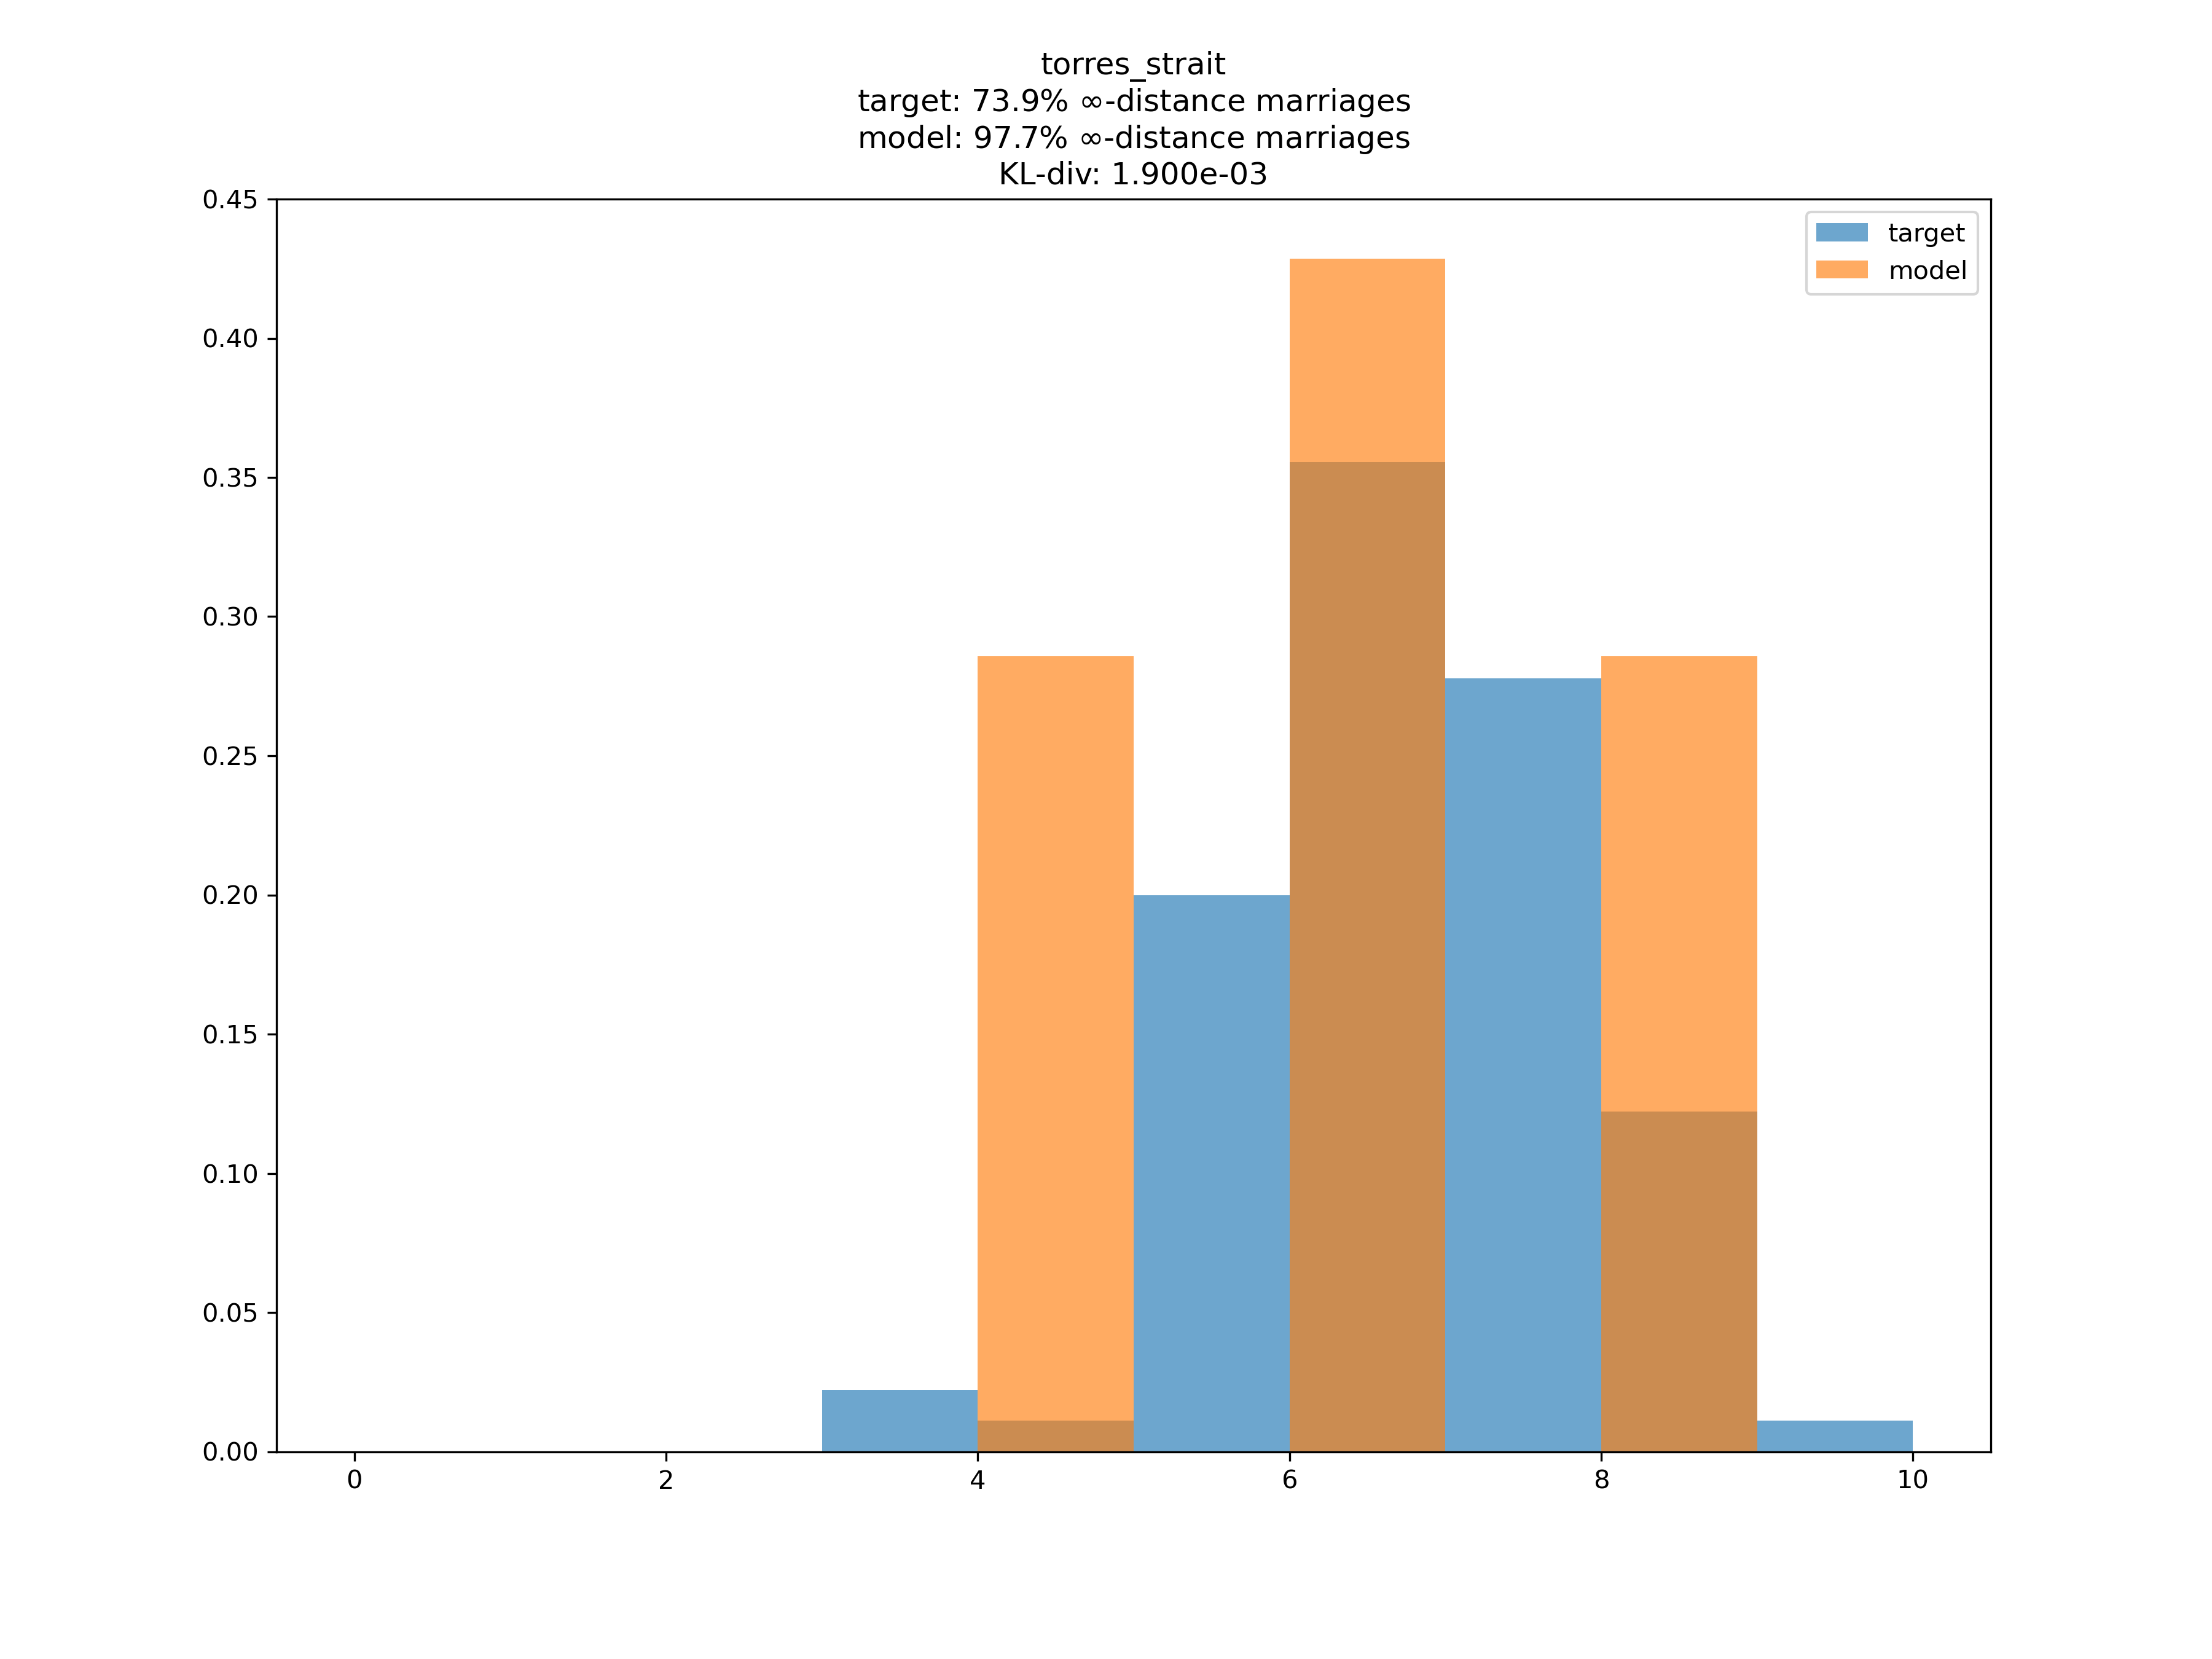 torres_strait
target: 73.9% ∞-distance marriages
model: 97.7% ∞-distance marriages
KL-div: 1.900e-03
target
model
0.45
0.40
0.35
0.30
0.25
0.20
0.15
0.10
0.05
0.00
0 2 4 6 8 10